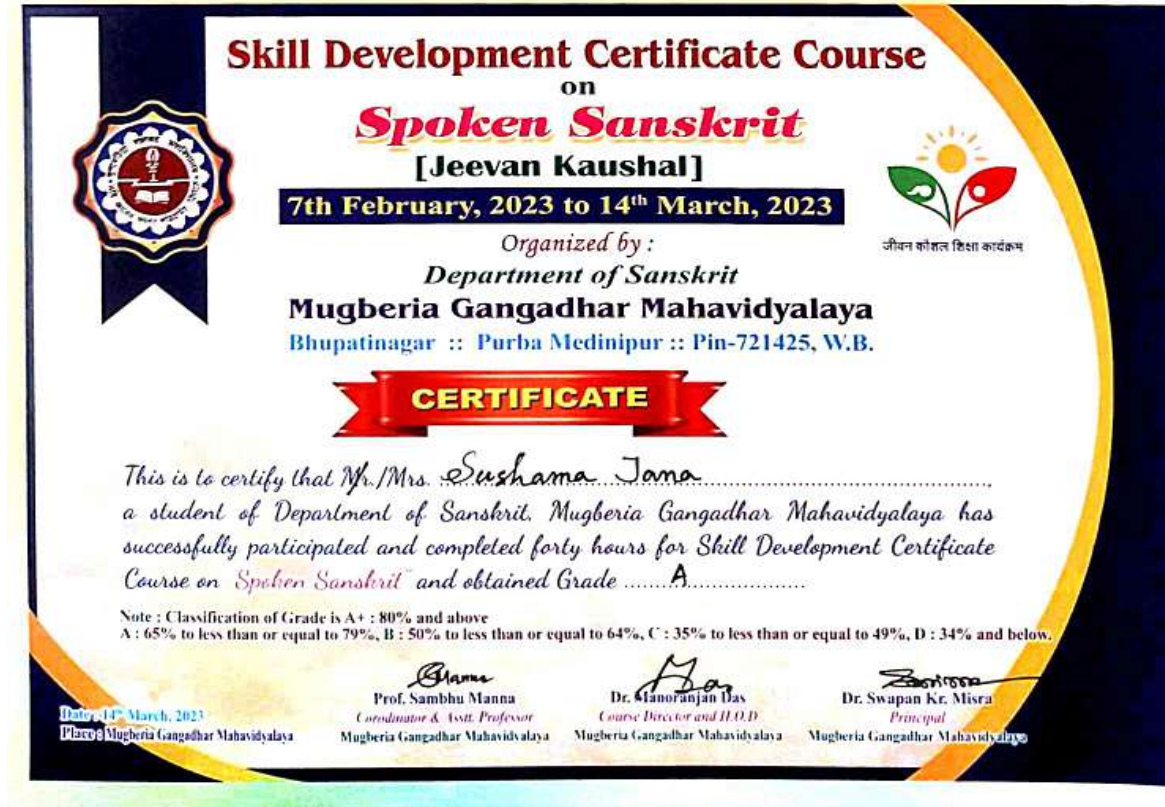 Skill Development Certificate Course
on
Spoken Sanskrit
[Jeevan Kaushal]
7th February, 2023 to 14th March, 2023
जीवन कौशल शिक्षा कार्यक्रम
Organized by :
Department of Sanskrit
Mugberia Gangadhar Mahavidyalaya
Bhupatinagar :: Purba Medinipur :: Pin-721425, W.B.
CERTIFICATE
This is to certify that Mr./Mrs. Sushama Jana
a student of Department of Sanskrit, Mugberia Gangadhar Mahavidyalaya has
successfully participated and completed forty hours for Skill Development Certificate
Course on "Spoken Sanskrit" and obtained Grade ...... A ..................
Note : Classification of Grade is A+ : 80% and above
A : 65% to less than or equal to 79%, B : 50% to less than or equal to 64%, C : 35% to less than or equal to 49%, D : 34% and below.
Manna
Das
Prof. Sambhu Manna
Coordinator & Asstt. Professor
Mugberia Gangadhar Mahavidyalaya
Dr. Manoranjan Das
Course Director and H.O.D
Mugberia Gangadhar Mahavidyalaya
Dr. Swapan Kr. Misra
Principal
Mugberia Gangadhar Mahavidyalaya
Date : 14th March, 2023
Place : Mugberia Gangadhar Mahavidyalaya